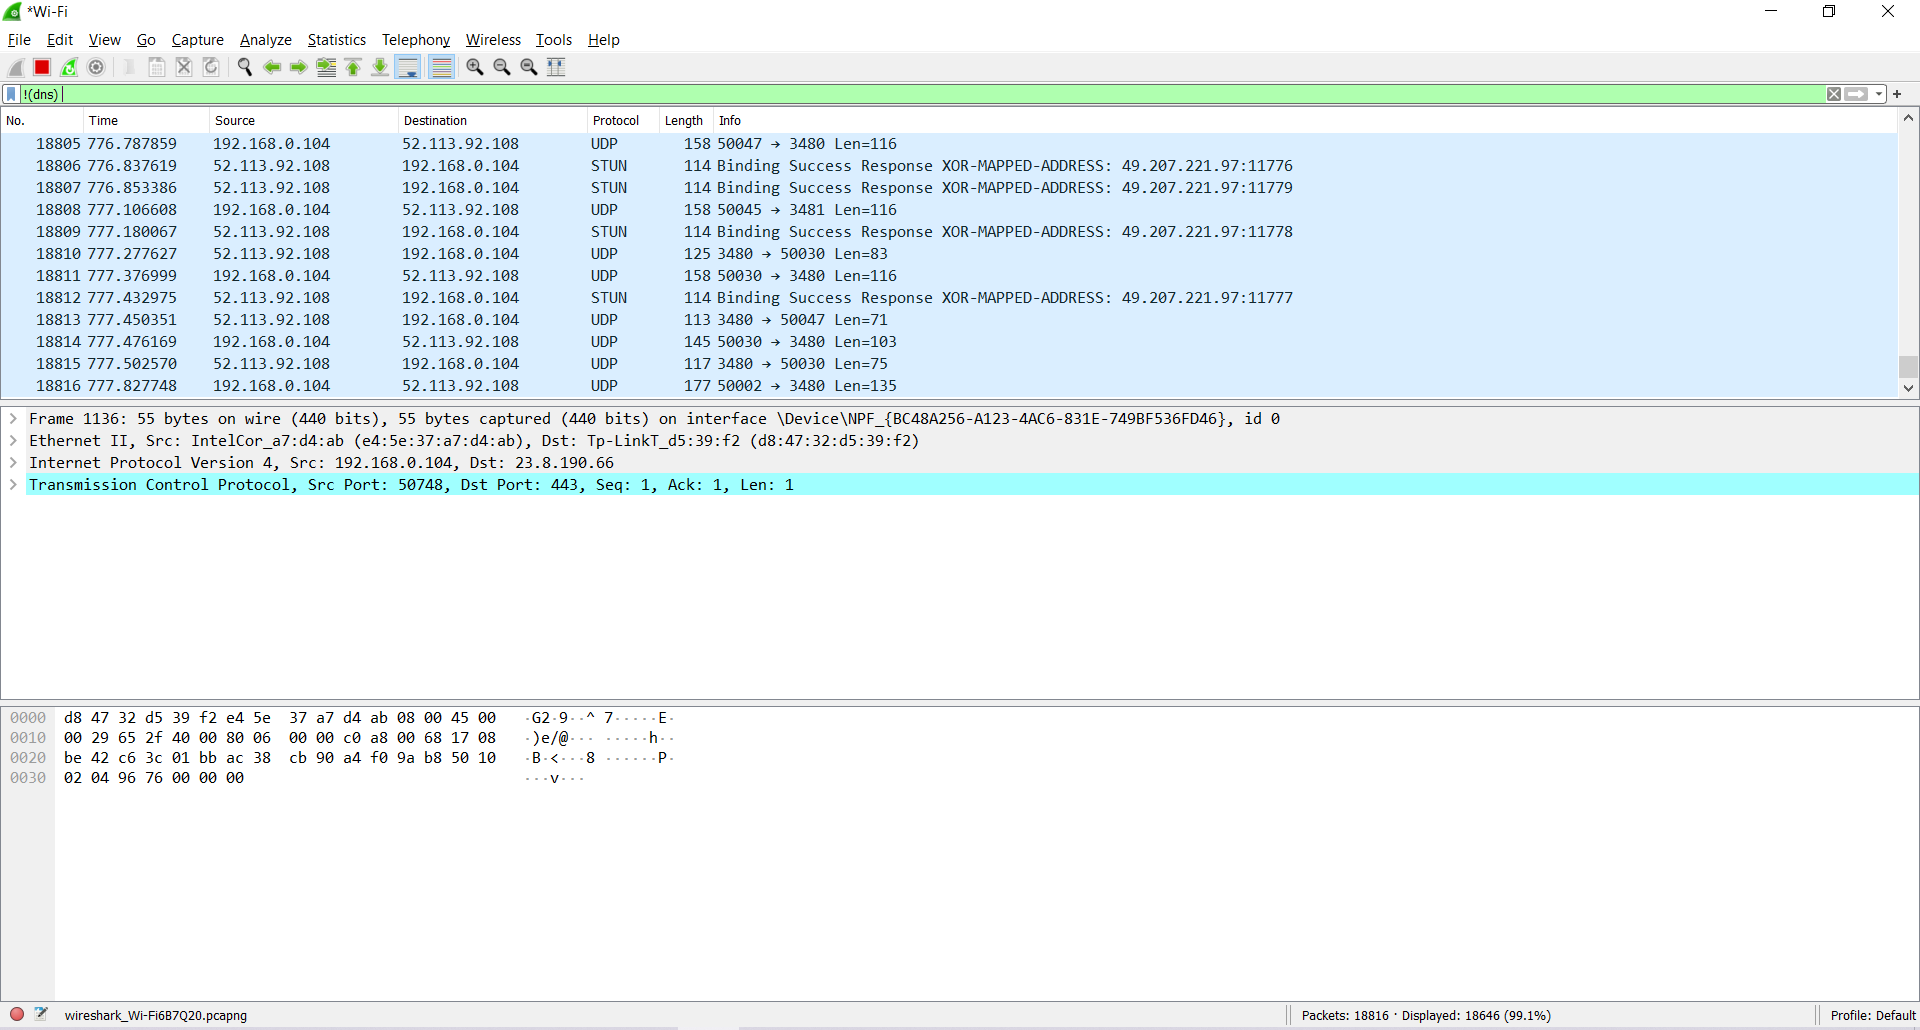 *Wi-Fi
File Edit View Go Capture Analyze Statistics Telephony Wireless Tools Help
!(dns)
No. Time Source Destination Protocol Length Info
18805 776.787859 192.168.0.104 52.113.92.108 UDP 158 50047 → 3480 Len=116
18806 776.837619 52.113.92.108 192.168.0.104 STUN 114 Binding Success Response XOR-MAPPED-ADDRESS: 49.207.221.97:11776
18807 776.853386 52.113.92.108 192.168.0.104 STUN 114 Binding Success Response XOR-MAPPED-ADDRESS: 49.207.221.97:11779
18808 777.106608 192.168.0.104 52.113.92.108 UDP 158 50045 → 3481 Len=116
18809 777.180067 52.113.92.108 192.168.0.104 STUN 114 Binding Success Response XOR-MAPPED-ADDRESS: 49.207.221.97:11778
18810 777.277627 52.113.92.108 192.168.0.104 UDP 125 3480 → 50030 Len=83
18811 777.376999 192.168.0.104 52.113.92.108 UDP 158 50030 → 3480 Len=116
18812 777.432975 52.113.92.108 192.168.0.104 STUN 114 Binding Success Response XOR-MAPPED-ADDRESS: 49.207.221.97:11777
18813 777.450351 52.113.92.108 192.168.0.104 UDP 113 3480 → 50047 Len=71
18814 777.476169 192.168.0.104 52.113.92.108 UDP 145 50030 → 3480 Len=103
18815 777.502570 52.113.92.108 192.168.0.104 UDP 117 3480 → 50030 Len=75
18816 777.827748 192.168.0.104 52.113.92.108 UDP 177 50002 → 3480 Len=135
Frame 1136: 55 bytes on wire (440 bits), 55 bytes captured (440 bits) on interface \Device\NPF_{BC48A256-A123-4AC6-831E-749BF536FD46}, id 0
Ethernet II, Src: IntelCor_a7:d4:ab (e4:5e:37:a7:d4:ab), Dst: Tp-LinkT_d5:39:f2 (d8:47:32:d5:39:f2)
Internet Protocol Version 4, Src: 192.168.0.104, Dst: 23.8.190.66
Transmission Control Protocol, Src Port: 50748, Dst Port: 443, Seq: 1, Ack: 1, Len: 1
0000 d8 47 32 d5 39 f2 e4 5e 37 a7 d4 ab 08 00 45 00 ·G2·9··^ 7·····E·
0010 00 29 65 2f 40 00 80 06 00 00 c0 a8 00 68 17 08 ·)e/@··· ·····h··
0020 be 42 c6 3c 01 bb ac 38 cb 90 a4 f0 9a b8 50 10 ·B·<···8 ······P·
0030 02 04 96 76 00 00 00 ···v···
wireshark_Wi-Fi6B7Q20.pcapng Packets: 18816 · Displayed: 18646 (99.1%) Profile: Default